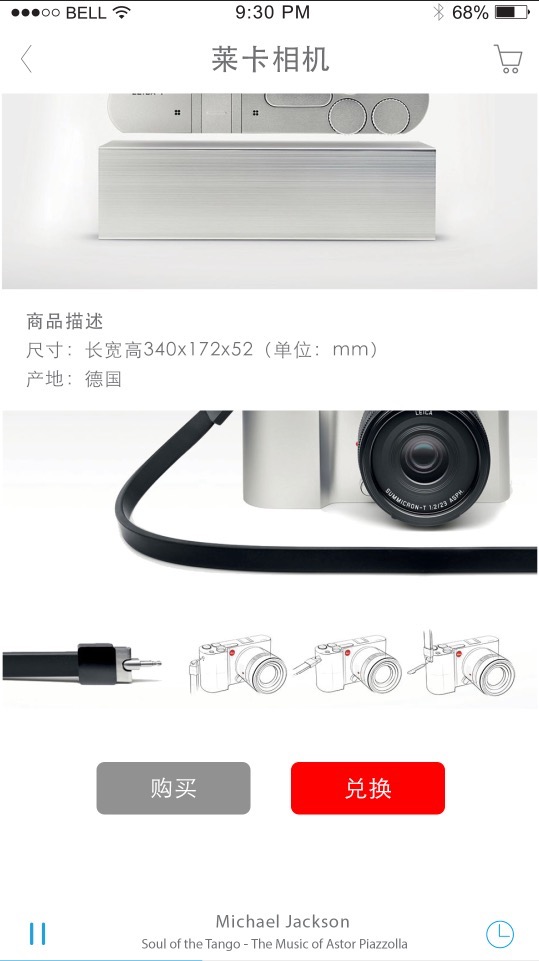 BELL 9:30 PM 68%
莱卡相机
商品描述
尺寸：长宽高340x172x52（单位：mm）
产地：德国
LEICA
SUMMICRON-T 1:2/23 ASPH.
购买
兑换
Michael Jackson
Soul of the Tango - The Music of Astor Piazzolla